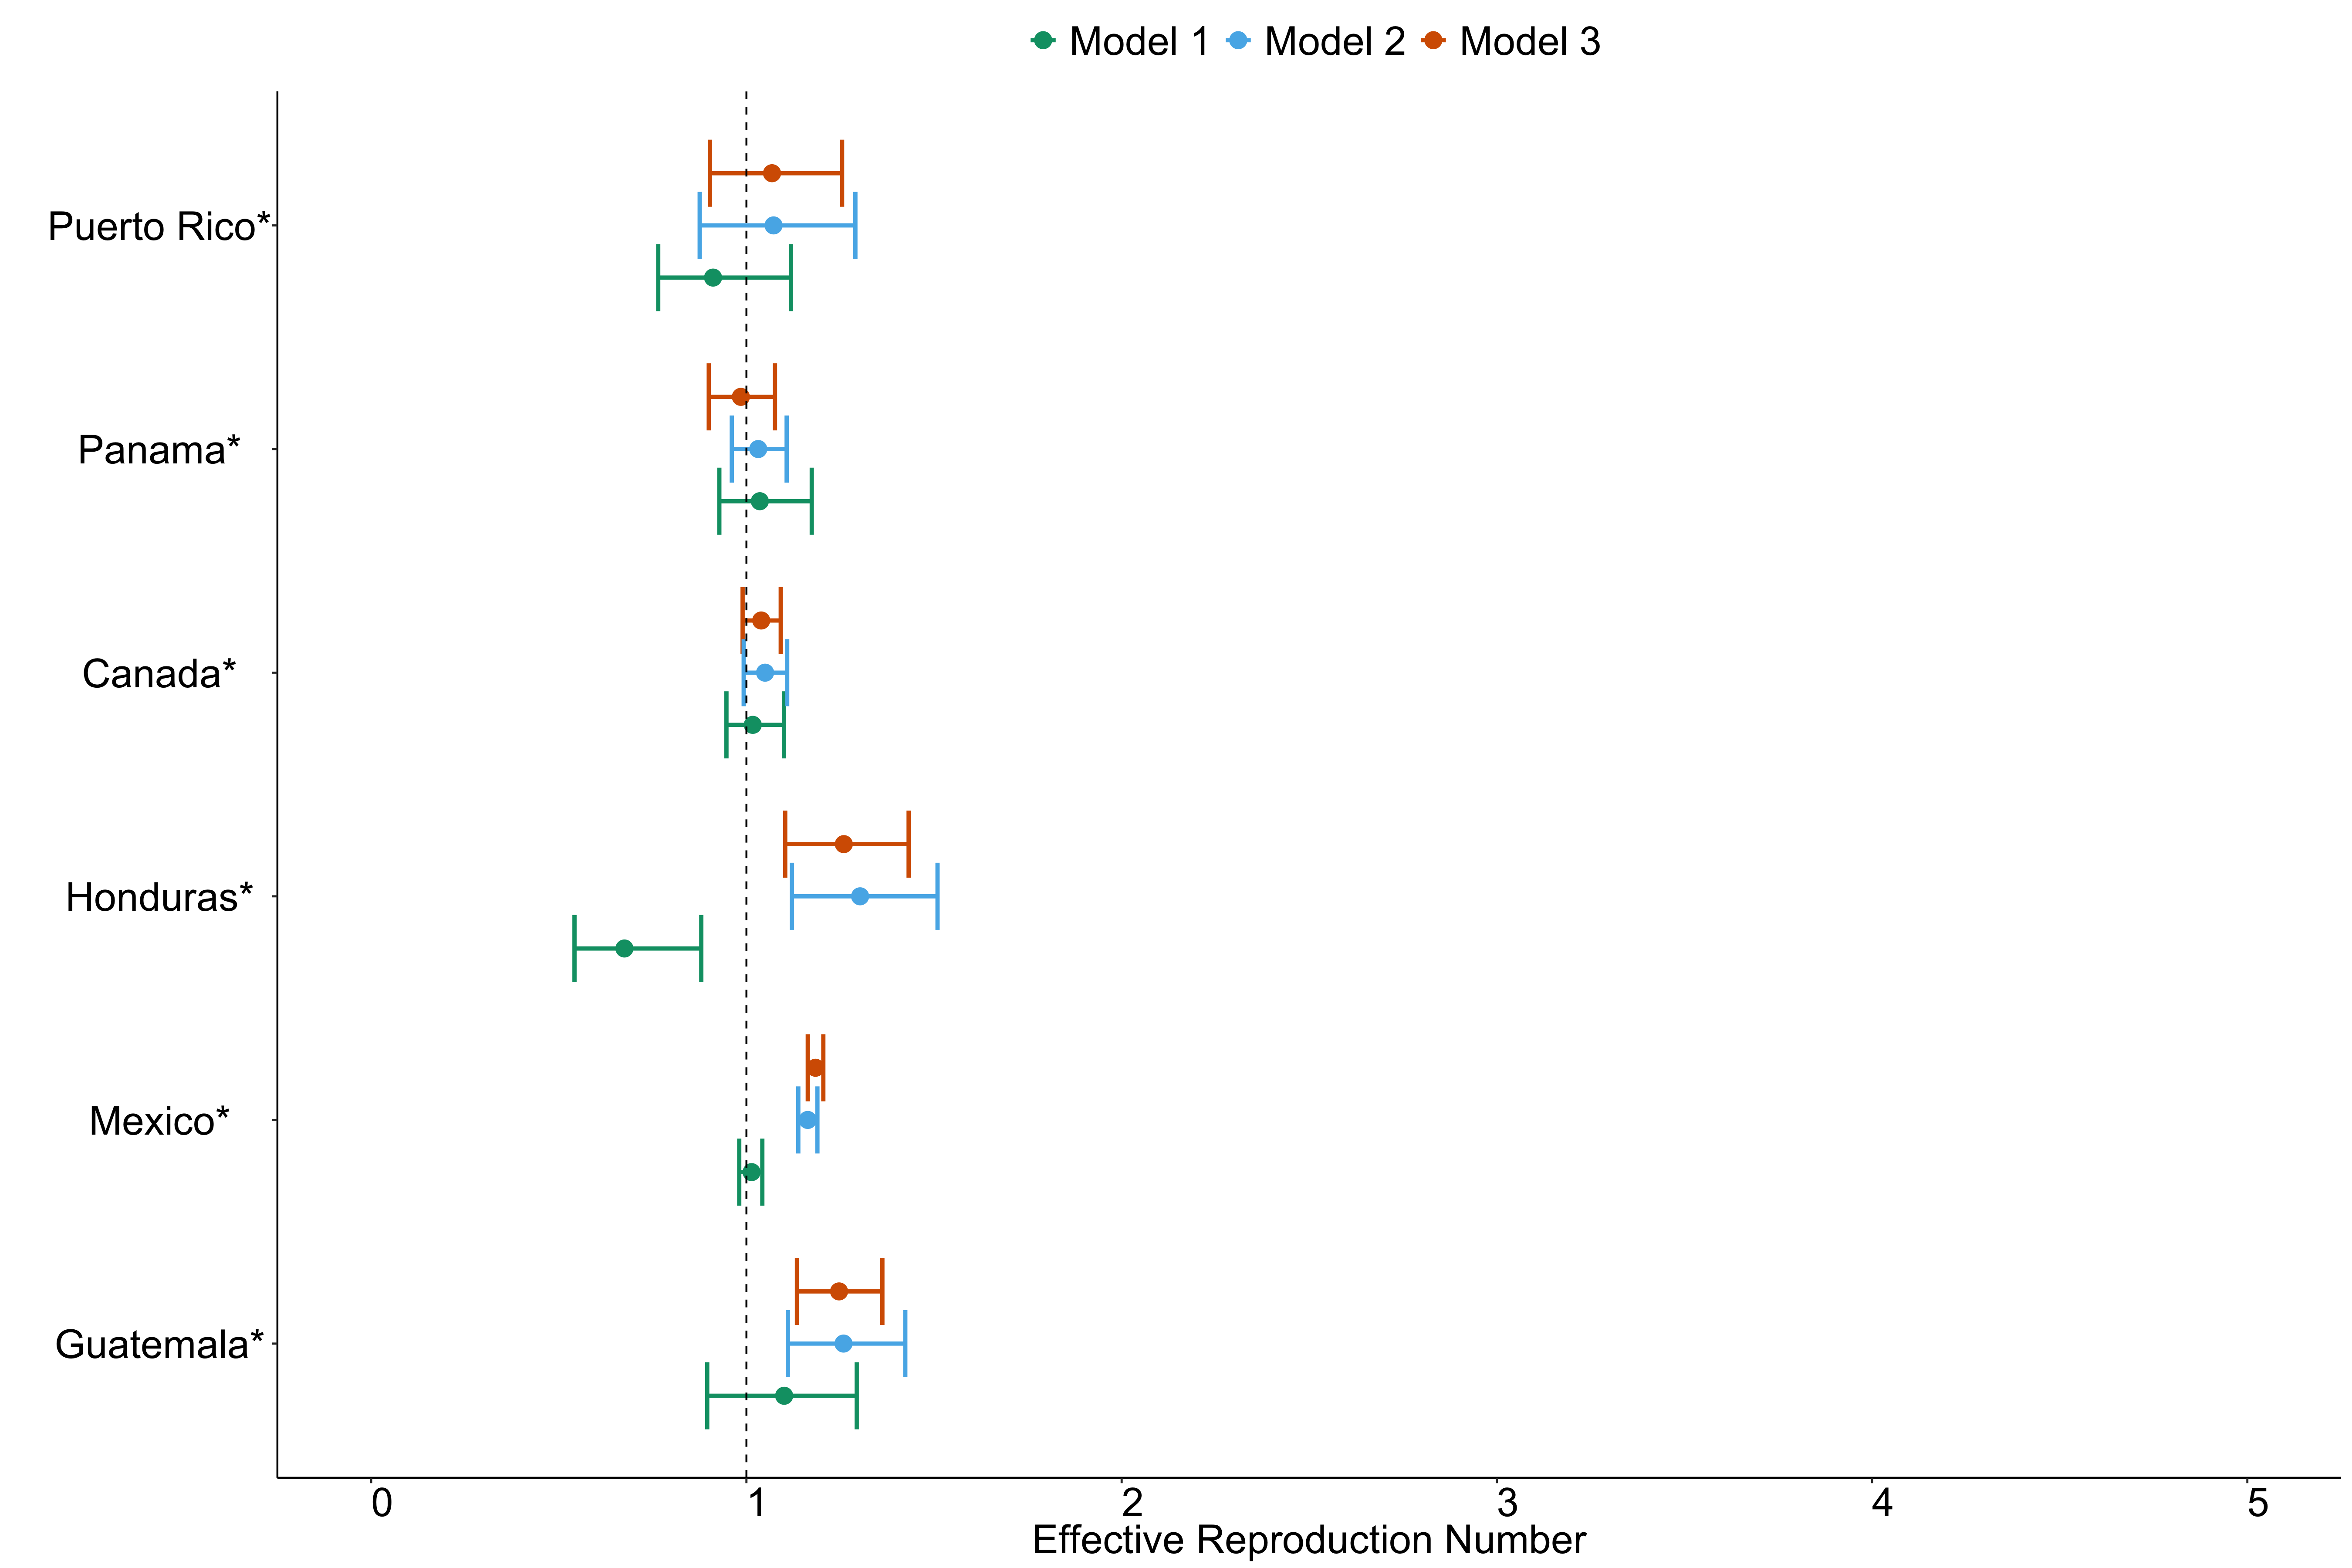 Model 1 Model 2 Model 3
Puerto Rico*
Panama*
Canada*
Honduras*
Mexico*
Guatemala*
0 1 2 3 4 5
Effective Reproduction Number